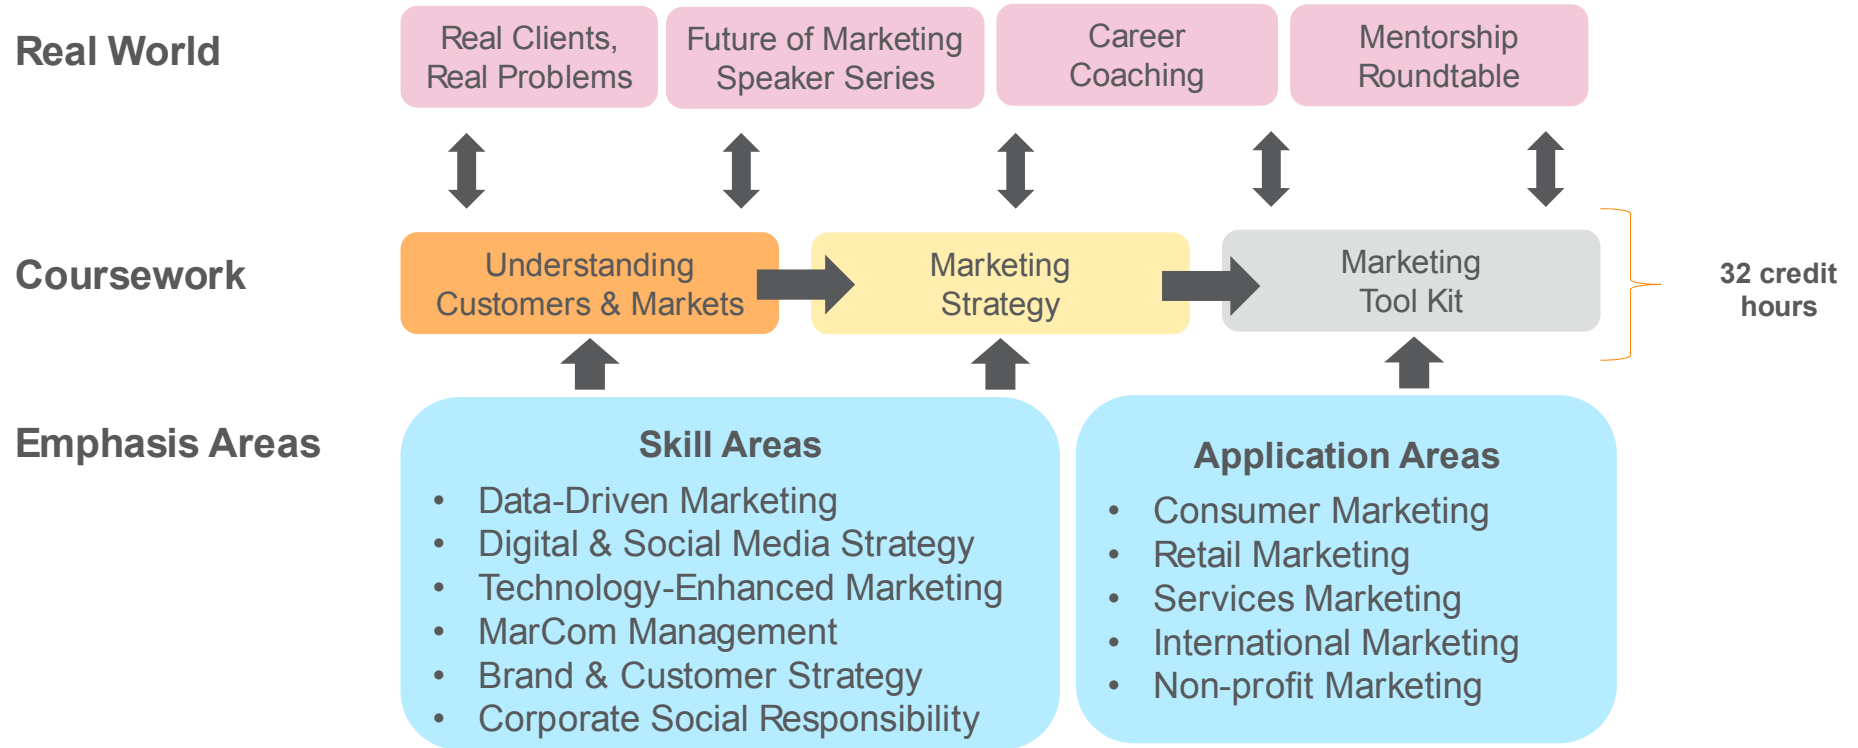 Real World
Real Clients,
Real Problems
Future of Marketing
Speaker Series
Career
Coaching
Mentorship
Roundtable
Coursework
Understanding
Customers & Markets
Marketing
Strategy
Marketing
Tool Kit
32 credit
hours
Emphasis Areas
Skill Areas
• Data-Driven Marketing
• Digital & Social Media Strategy
• Technology-Enhanced Marketing
• MarCom Management
• Brand & Customer Strategy
• Corporate Social Responsibility
Application Areas
• Consumer Marketing
• Retail Marketing
• Services Marketing
• International Marketing
• Non-profit Marketing